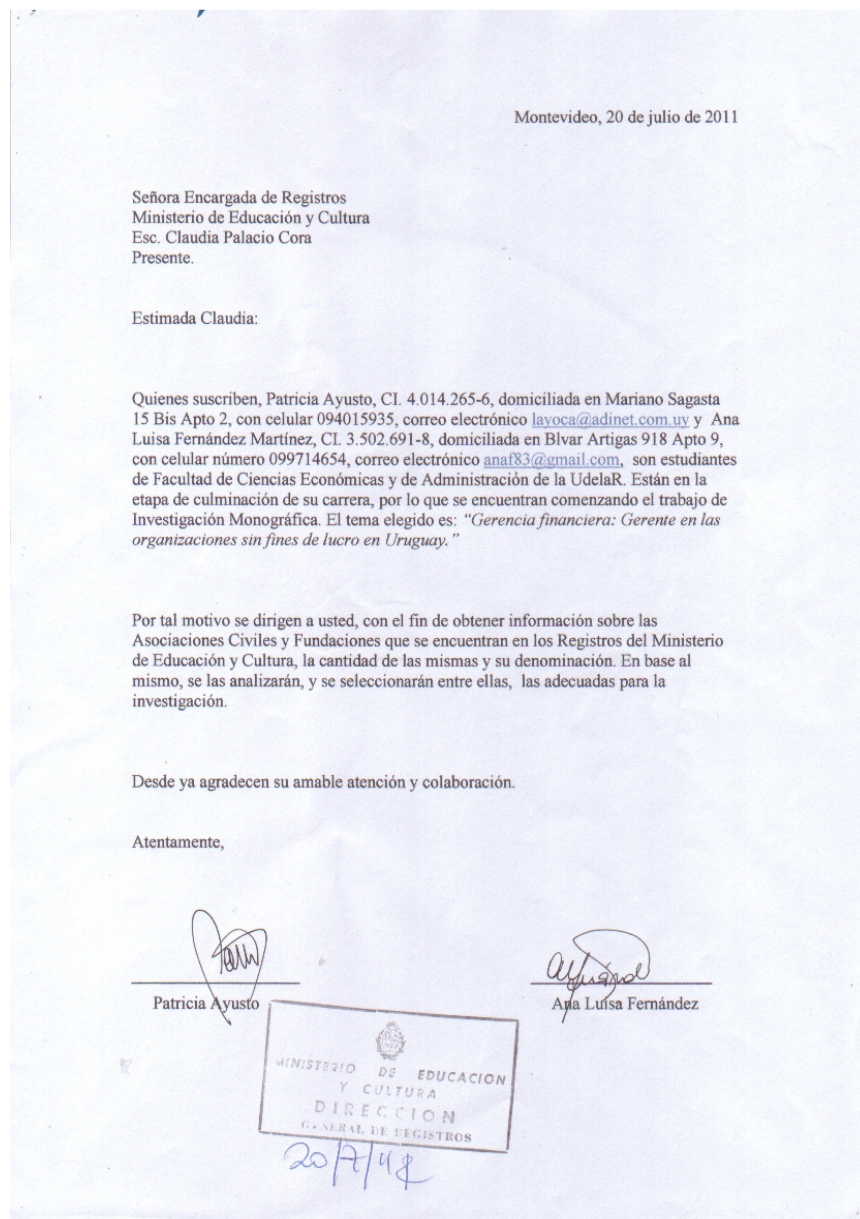 Montevideo, 20 de julio de 2011
Señora Encargada de Registros
Ministerio de Educación y Cultura
Esc. Claudia Palacio Cora
Presente.
Estimada Claudia:
Quienes suscriben, Patricia Ayusto, CI. 4.014.265-6, domiciliada en Mariano Sagasta
15 Bis Apto 2, con celular 094015935, correo electrónico layoca@adinet.com.uy y Ana
Luisa Fernández Martínez, CI. 3.502.691-8, domiciliada en Blvar Artigas 918 Apto 9,
con celular número 099714654, correo electrónico anaf83@gmail.com, son estudiantes
de Facultad de Ciencias Económicas y de Administración de la UdelaR. Están en la
etapa de culminación de su carrera, por lo que se encuentran comenzando el trabajo de
Investigación Monográfica. El tema elegido es: “Gerencia financiera: Gerente en las
organizaciones sin fines de lucro en Uruguay.”
Por tal motivo se dirigen a usted, con el fin de obtener información sobre las
Asociaciones Civiles y Fundaciones que se encuentran en los Registros del Ministerio
de Educación y Cultura, la cantidad de las mismas y su denominación. En base al
mismo, se las analizarán, y se seleccionarán entre ellas, las adecuadas para la
investigación.
Desde ya agradecen su amable atención y colaboración.
Atentamente,
Patricia Ayusto
Ana Luisa Fernández
MINISTERIO DE EDUCACION
Y CULTURA
DIRECCION
GENERAL DE REGISTROS
20/7/